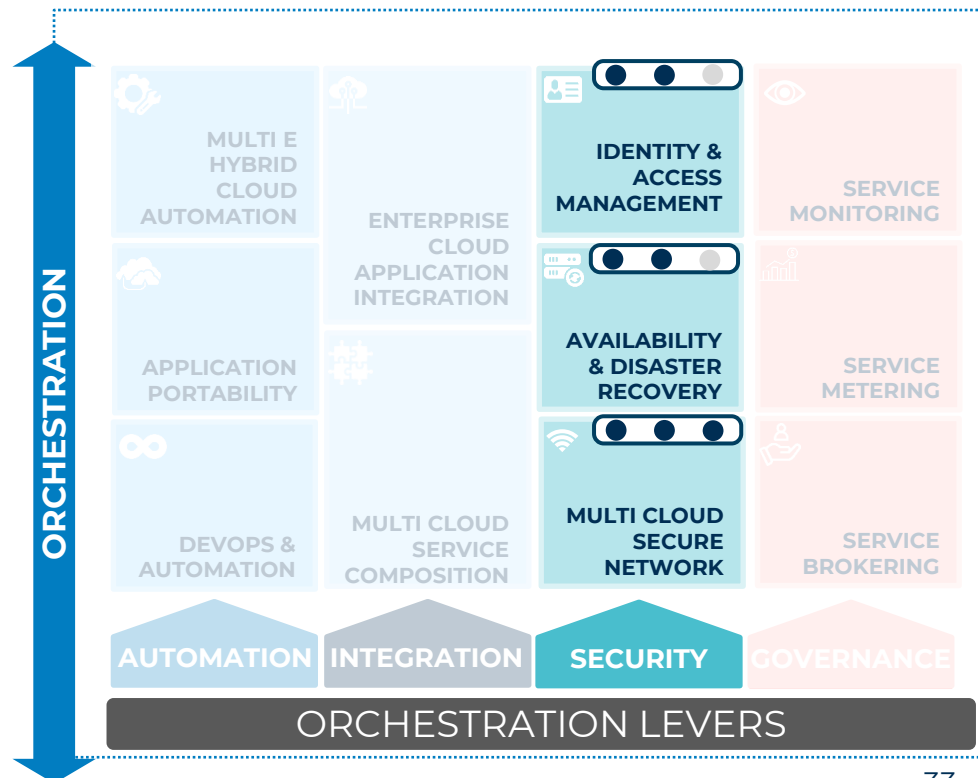 ORCHESTRATION
MULTI E
HYBRID
CLOUD
AUTOMATION
APPLICATION
PORTABILITY
DEVOPS &
AUTOMATION
ENTERPRISE
CLOUD
APPLICATION
INTEGRATION
MULTI CLOUD
SERVICE
COMPOSITION
IDENTITY &
ACCESS
MANAGEMENT
AVAILABILITY
& DISASTER
RECOVERY
MULTI CLOUD
SECURE
NETWORK
SERVICE
MONITORING
SERVICE
METERING
SERVICE
BROKERING
AUTOMATION
INTEGRATION
SECURITY
GOVERNANCE
ORCHESTRATION LEVERS